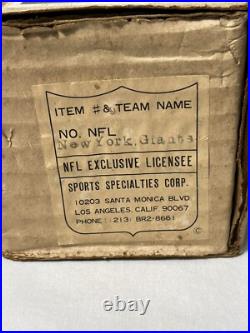 ITEM #& TEAM NAME
NO. NFL
New York, Giants
NFL EXCLUSIVE LICENSEE
SPORTS SPECIALTIES CORP.
10203 SANTA MONICA BLVD
LOS ANGELES, CALIF 90067
PHONE: (213) BR2-8661
©